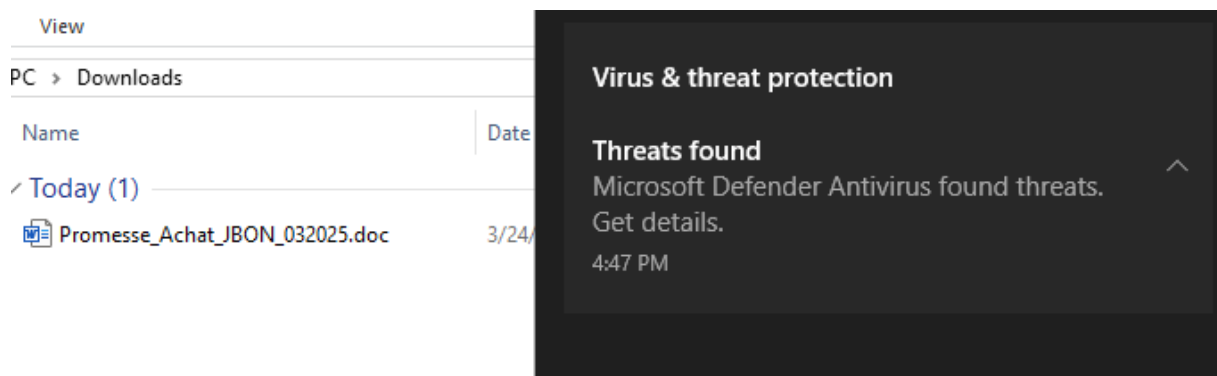 View
PC > Downloads
Name Date
Today (1)
Promesse_Achat_JBON_032025.doc 3/24/
Virus & threat protection
Threats found
Microsoft Defender Antivirus found threats.
Get details.
4:47 PM